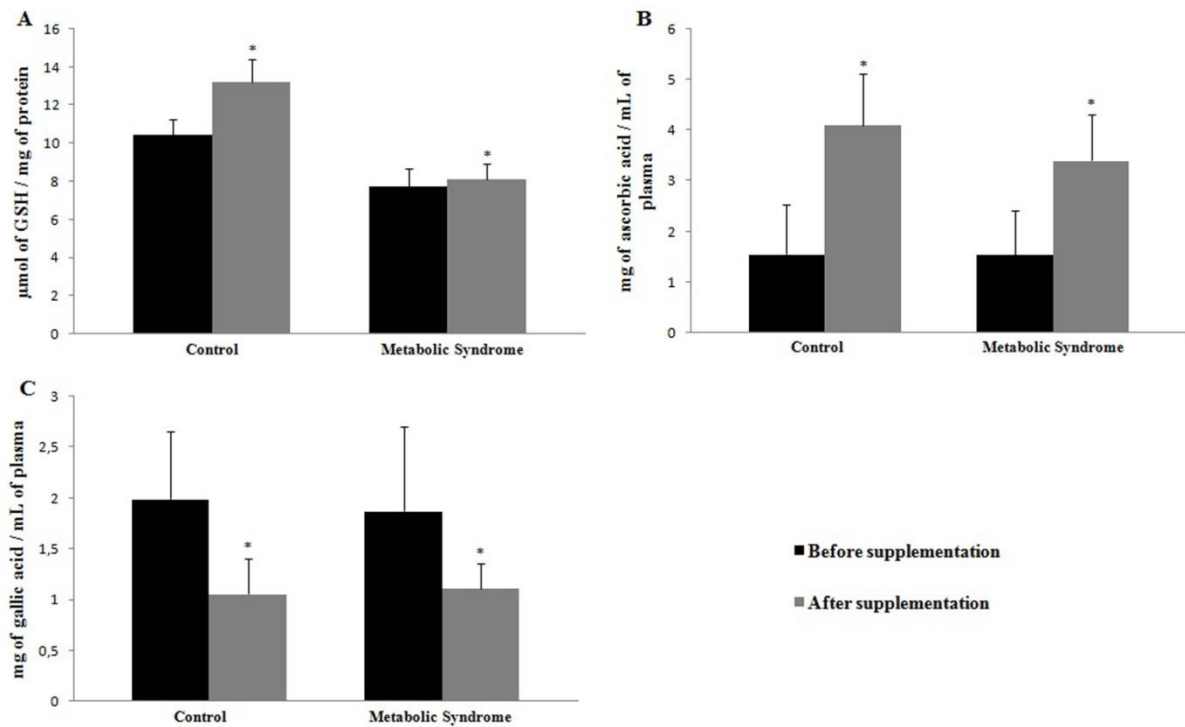 A
µmol of GSH / mg of protein
16
14
12
10
8
6
4
2
0
*
*
Control
Metabolic Syndrome
B
mg of ascorbic acid / mL of
plasma
6
5
4
3
2
1
0
*
*
Control
Metabolic Syndrome
C
mg of gallic acid / mL of plasma
3
2,5
2
1,5
1
0,5
0
*
*
Control
Metabolic Syndrome
Before supplementation
After supplementation